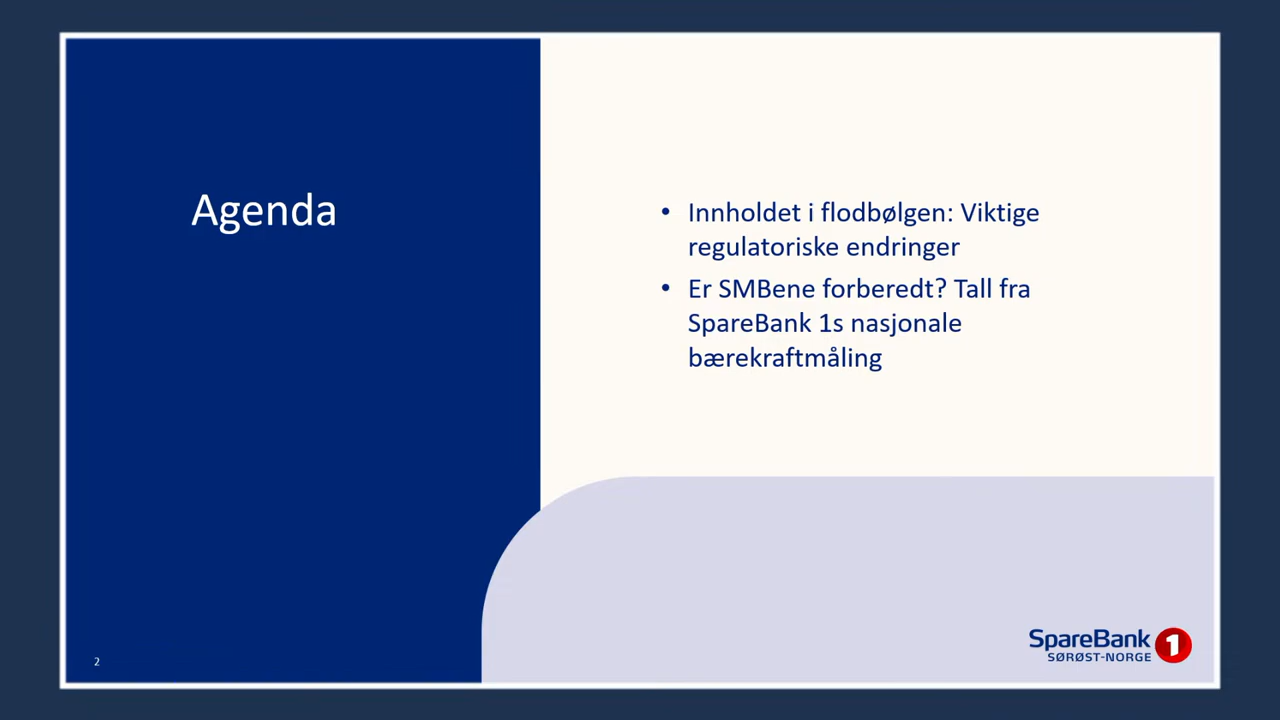 Agenda
• Innholdet i flodbølgen: Viktige
regulatoriske endringer
• Er SMBene forberedt? Tall fra
SpareBank 1s nasjonale
bærekraftmåling
2
SpareBank 1
SØRØST-NORGE